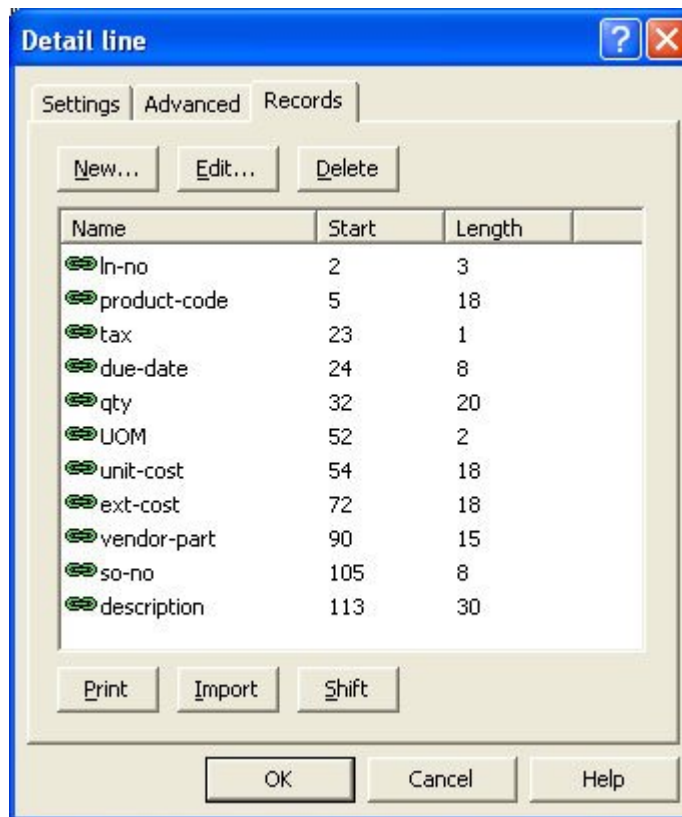 Detail line ?
Settings Advanced Records
New... Edit... Delete
Name Start Length
ln-no 2 3
product-code 5 18
tax 23 1
due-date 24 8
qty 32 20
UOM 52 2
unit-cost 54 18
ext-cost 72 18
vendor-part 90 15
so-no 105 8
description 113 30
Print Import Shift
OK Cancel Help